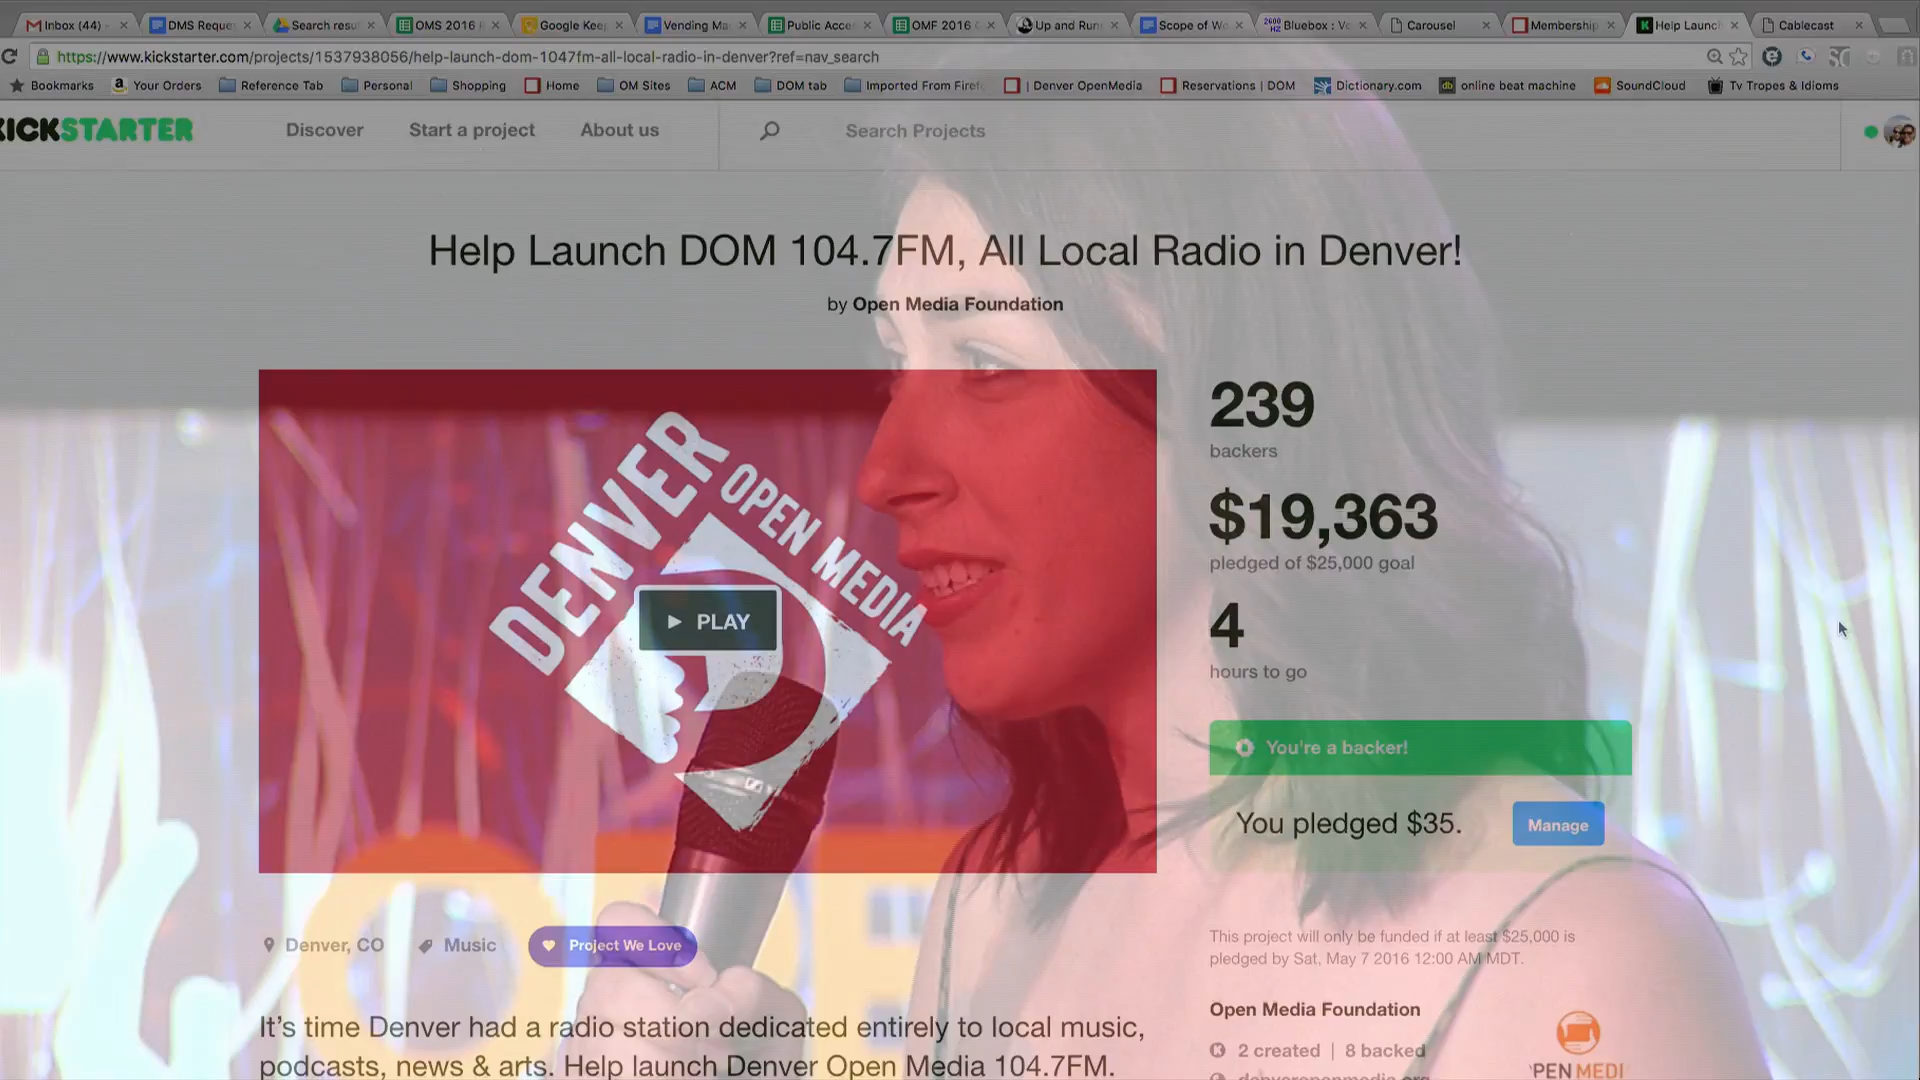 Inbox (44)
DMS Reque
Search resu
OMS 2016
Google Kee
Vending Ma
Public Acce
OMF 2016
Up and Run
Scope of Wo
Bluebox : Vo
Carousel
Membership
Help Launch
Cablecast
https://www.kickstarter.com/projects/1537938056/help-launch-dom-1047fm-all-local-radio-in-denver?ref=nav_search
Bookmarks
Your Orders
Reference Tab
Personal
Shopping
Home
OM Sites
ACM
DOM tab
Imported From Firef
| Denver OpenMedia
Reservations | DOM
Dictionary.com
online beat machine
SoundCloud
Tv Tropes & Idioms
KICKSTARTER
Discover
Start a project
About us
Search Projects
Help Launch DOM 104.7FM, All Local Radio in Denver!
by Open Media Foundation
DENVER
OPEN MEDIA
PLAY
239
backers
$19,363
pledged of $25,000 goal
4
hours to go
You're a backer!
You pledged $35.
Manage
Denver, CO
Music
Project We Love
This project will only be funded if at least $25,000 is
pledged by Sat, May 7 2016 12:00 AM MDT.
It's time Denver had a radio station dedicated entirely to local music,
podcasts, news & arts. Help launch Denver Open Media 104.7FM.
Open Media Foundation
2 created | 8 backed
denveropenmedia.org
PEN MEDI